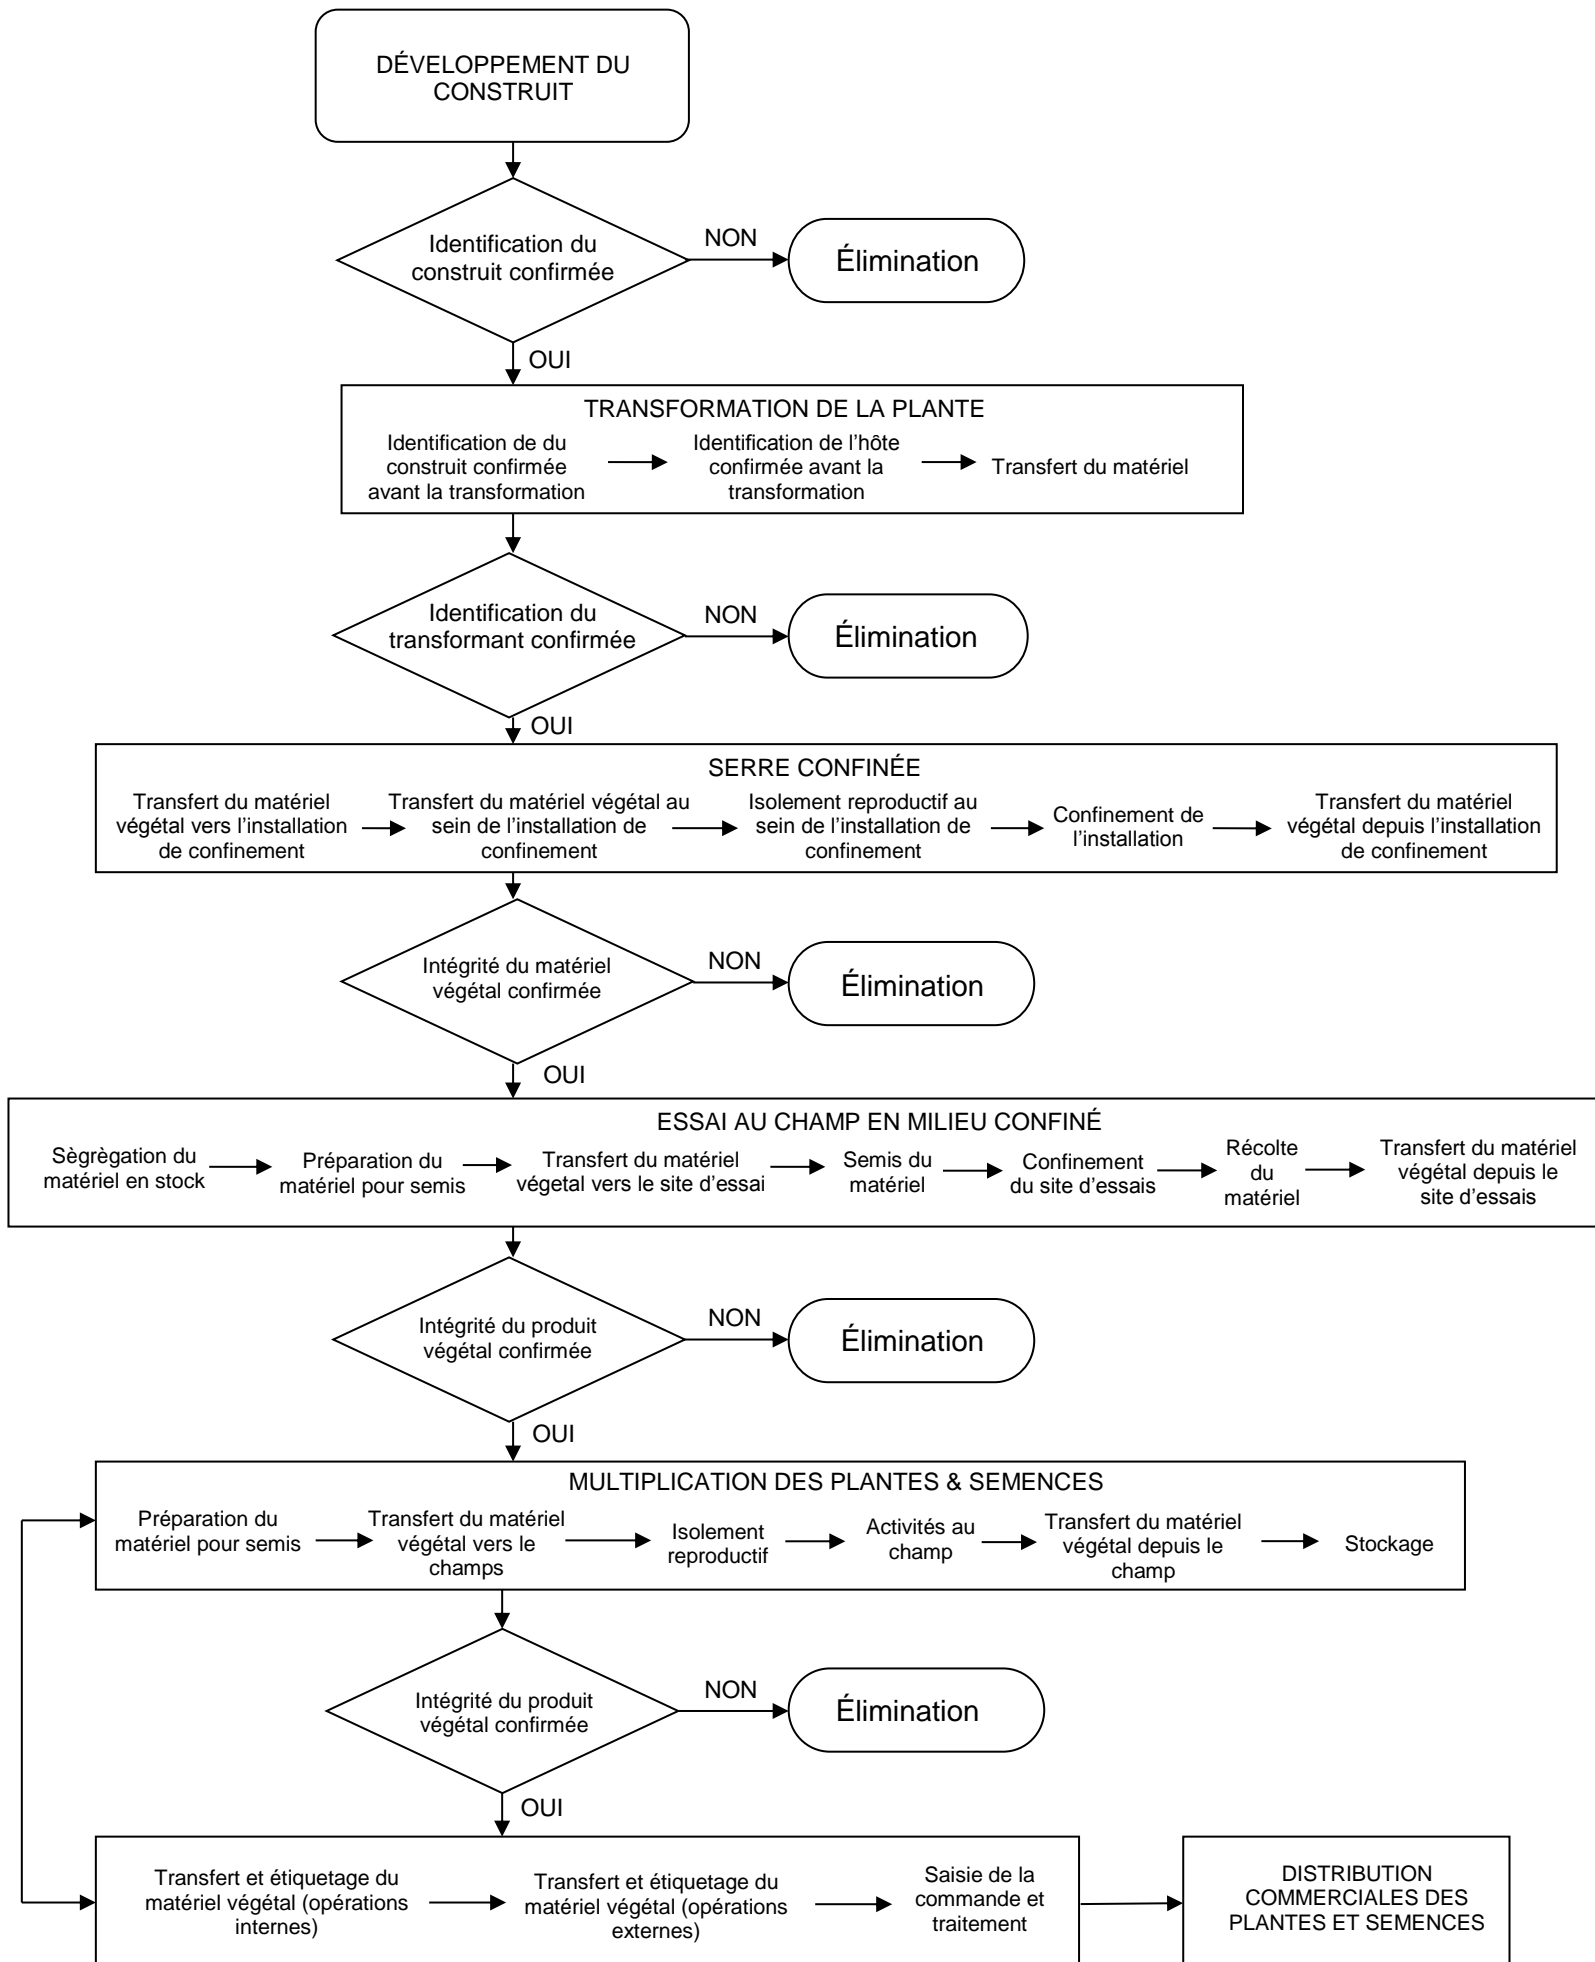 DÉVELOPPEMENT DU
CONSTRUIT
Identification du
construit confirmée
NON
Élimination
OUI
TRANSFORMATION DE LA PLANTE
Identification de du
construit confirmée
avant la transformation
Identification de l'hôte
confirmée avant la
transformation
Transfert du matériel
Identification du
transformant confirmée
NON
Élimination
OUI
SERRE CONFINÉE
Transfert du matériel
végétal vers l'installation
de confinement
Transfert du matériel végétal au
sein de l'installation de
confinement
Isolement reproductif au
sein de l'installation de
confinement
Confinement de
l'installation
Transfert du matériel
végétal depuis l'installation
de confinement
Intégrité du matériel
végétal confirmée
NON
Élimination
OUI
ESSAI AU CHAMP EN MILIEU CONFINÉ
Sègrègation du
matériel en stock
Préparation du
matériel pour semis
Transfert du matériel
végetal vers le site d'essai
Semis du
matériel
Confinement
du site d'essais
Récolte
du
matériel
Transfert du matériel
végétal depuis le
site d'essais
Intégrité du produit
végétal confirmée
NON
Élimination
OUI
MULTIPLICATION DES PLANTES & SEMENCES
Préparation du
matériel pour semis
Transfert du matériel
végétal vers le
champs
Isolement
reproductif
Activités au
champ
Transfert du matériel
végétal depuis le
champ
Stockage
Intégrité du produit
végétal confirmée
NON
Élimination
OUI
Transfert et étiquetage du
matériel végétal (opérations
internes)
Transfert et étiquetage du
matériel végétal (opérations
externes)
Saisie de la
commande et
traitement
DISTRIBUTION
COMMERCIALES DES
PLANTES ET SEMENCES